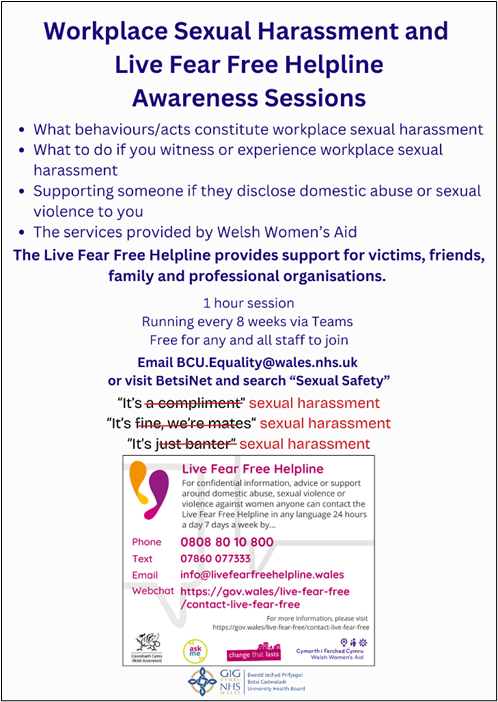 Workplace Sexual Harassment and
Live Fear Free Helpline
Awareness Sessions
• What behaviours/acts constitute workplace sexual harassment
• What to do if you witness or experience workplace sexual
harassment
• Supporting someone if they disclose domestic abuse or sexual
violence to you
• The services provided by Welsh Women's Aid
The Live Fear Free Helpline provides support for victims, friends,
family and professional organisations.
1 hour session
Running every 8 weeks via Teams
Free for any and all staff to join
Email BCU.Equality@wales.nhs.uk
or visit BetsiNet and search "Sexual Safety"
"It's a compliment" sexual harassment
"It's fine, we're mates" sexual harassment
"It's just banter" sexual harassment
Live Fear Free Helpline
For confidential information, advice or support
around domestic abuse, sexual violence or
violence against women anyone can contact the
Live Fear Free Helpline in any language 24 hours
a day 7 days a week by...
Phone 0808 80 10 800
Text 07860 077333
Email info@livefearfreehelpline.wales
Webchat https://gov.wales/live-fear-free
/contact-live-fear-free
For more information, please visit
https://gov.wales/live-fear-free/contact-live-fear-free
Llywodraeth Cymru
Welsh Government
ask
me
change that lasts
Cymorth i Ferched Cymru
Welsh Women's Aid
GIG
CYMRU
NHS
WALES
Bwrdd Iechyd Prifysgol
Betsi Cadwaladr
University Health Board